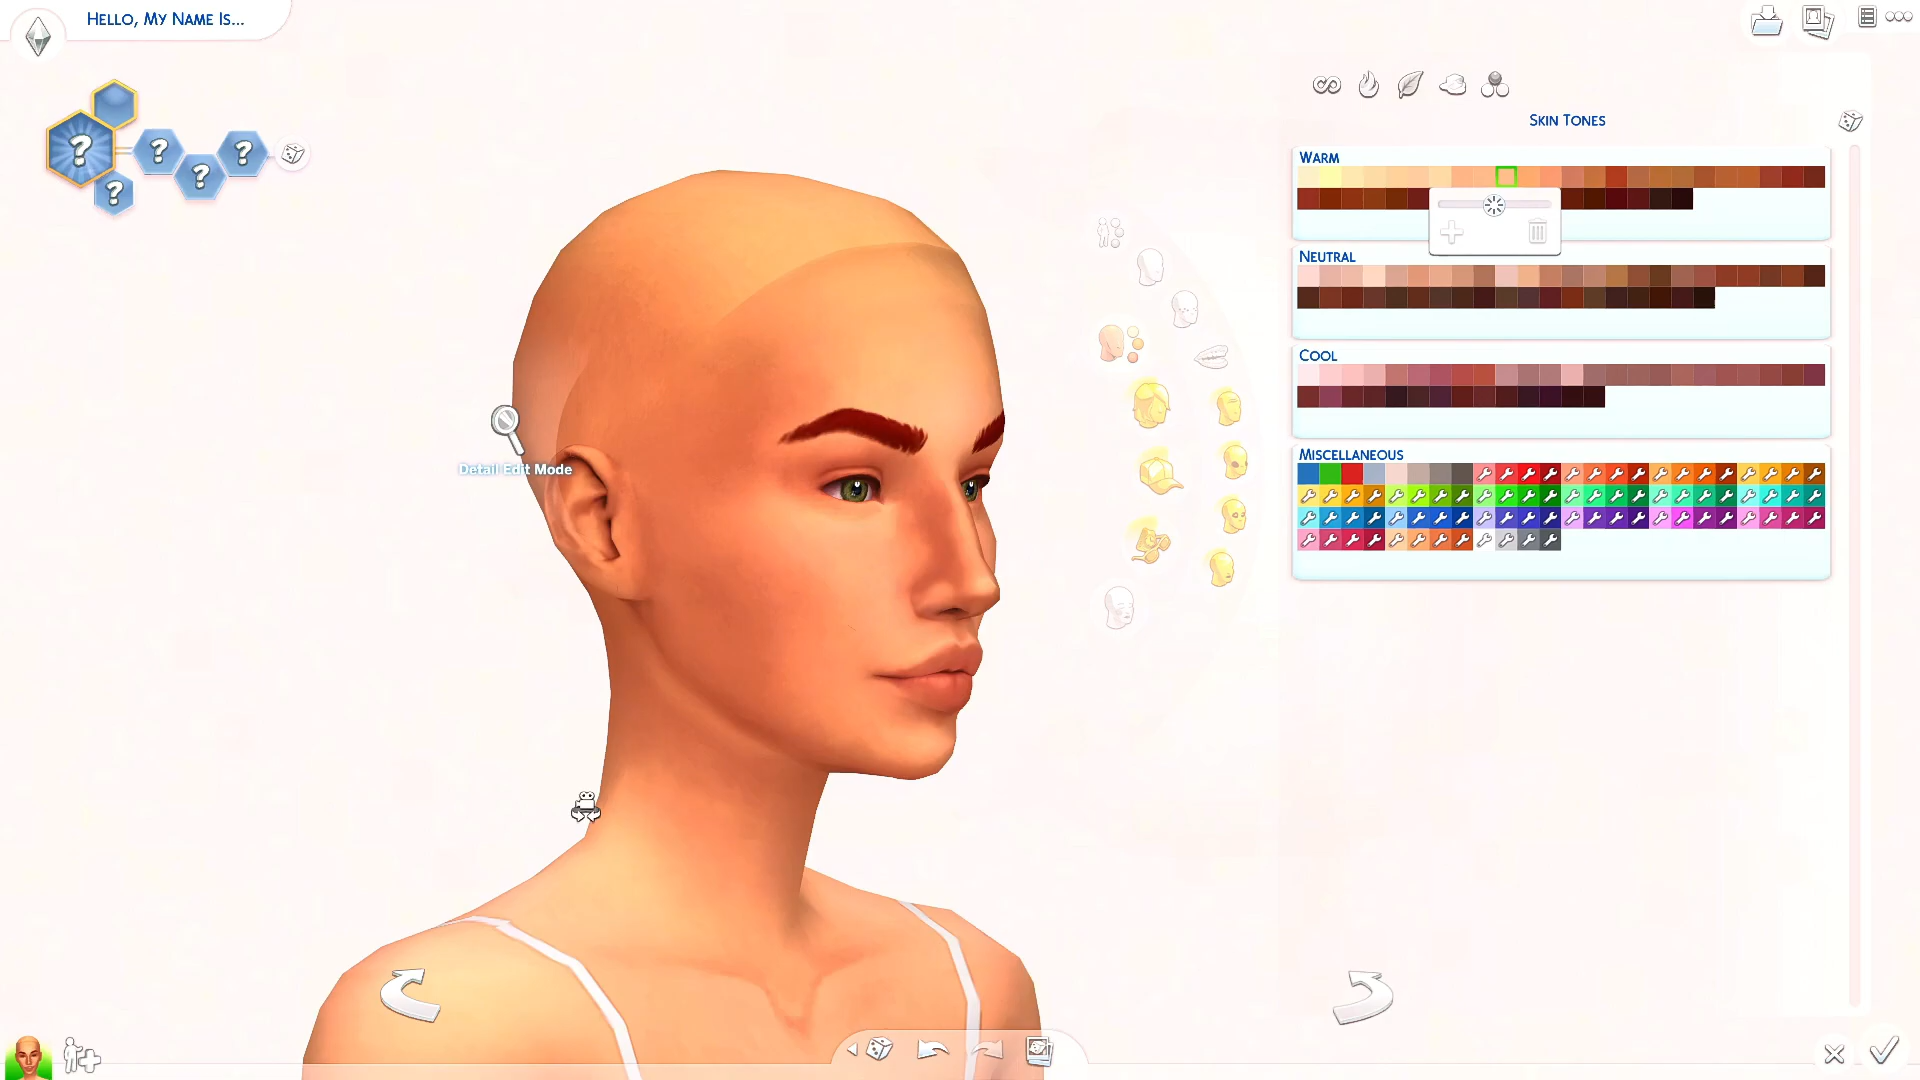 Hello, My Name Is...
Skin Tones
Warm
Neutral
Cool
Miscellaneous
Detail Edit Mode